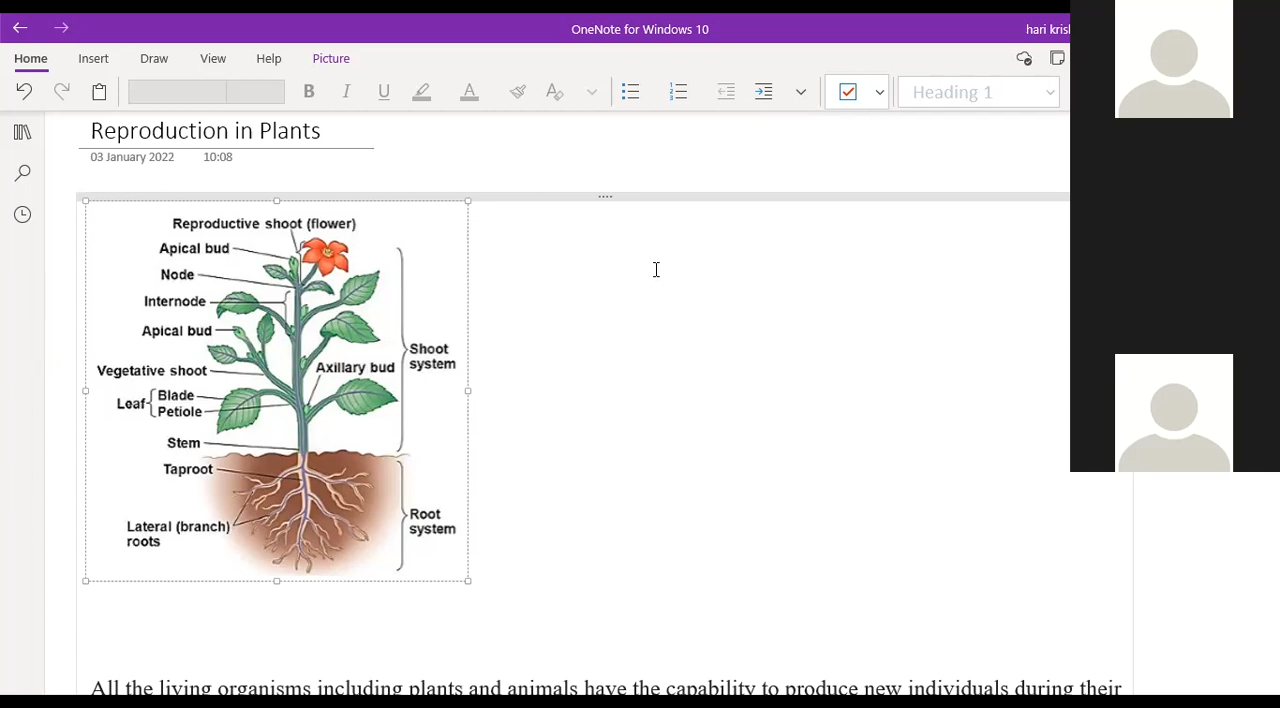 OneNote for Windows 10
hari kris
Home Insert Draw View Help Picture
B I U A Heading 1
Reproduction in Plants
03 January 2022 10:08
Reproductive shoot (flower)
Apical bud
Node
Internode
Apical bud
Vegetative shoot
Axillary bud
Leaf
Blade
Petiole
Stem
Taproot
Lateral (branch)
roots
Shoot
system
Root
system
All the living organisms including plants and animals have the capability to produce new individuals during their